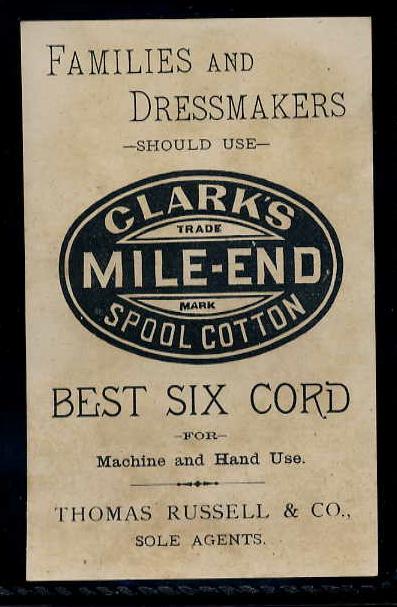 FAMILIES AND
DRESSMAKERS
—SHOULD USE—
CLARK'S
TRADE
MILE-END
MARK
SPOOL COTTON
BEST SIX CORD
—FOR—
Machine and Hand Use.
THOMAS RUSSELL & CO.,
SOLE AGENTS.